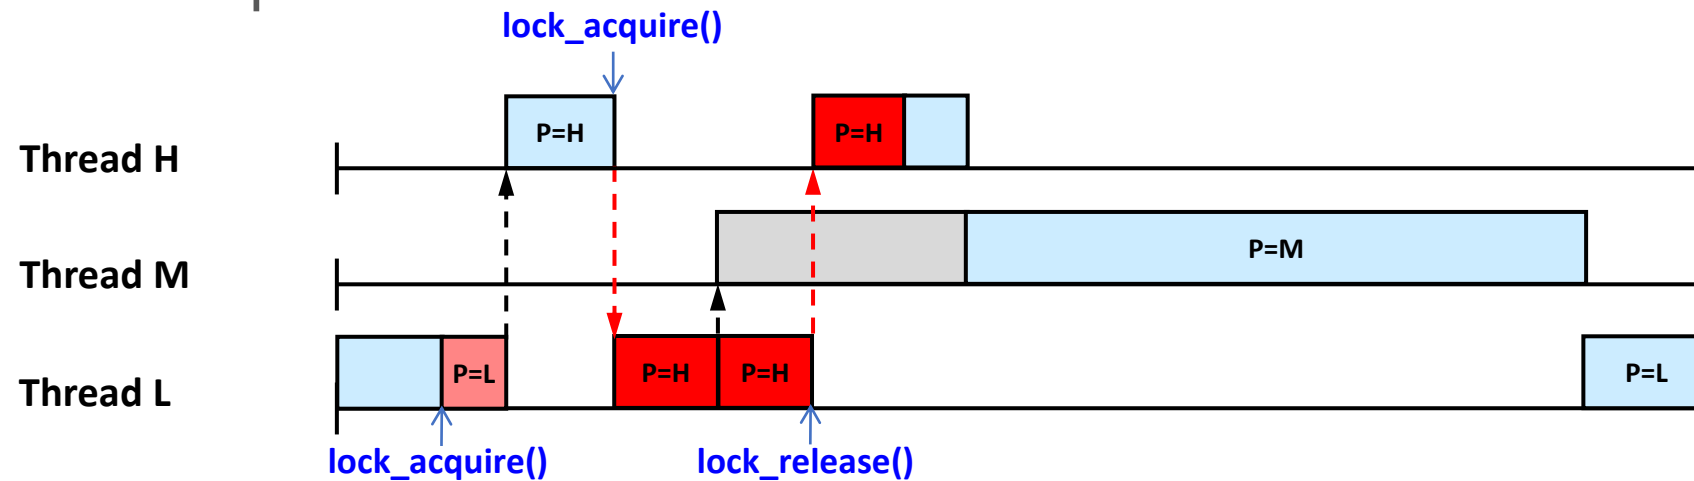 lock_acquire()
Thread H
P=H
P=H
Thread M
P=M
Thread L
P=L
P=H
P=H
P=L
lock_acquire()
lock_release()